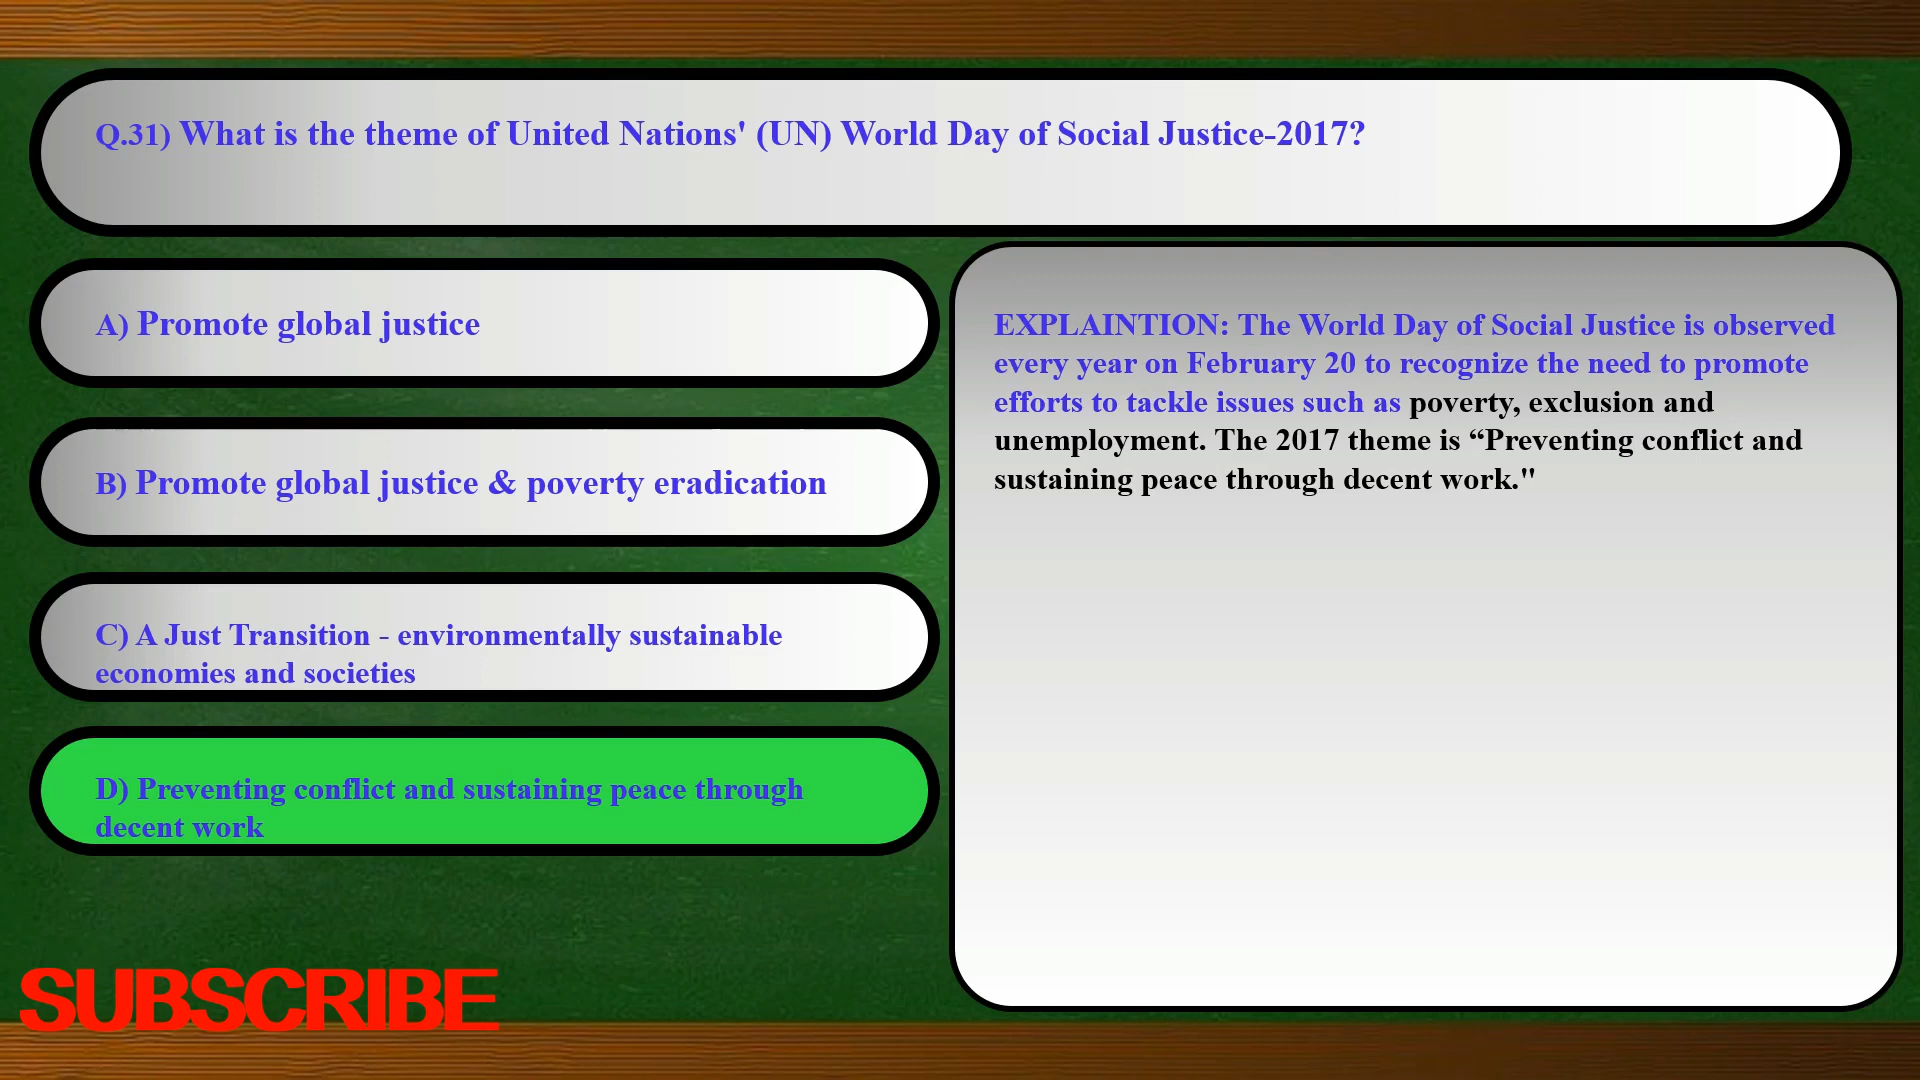 Q.31) What is the theme of United Nations' (UN) World Day of Social Justice-2017?
A) Promote global justice
B) Promote global justice & poverty eradication
C) A Just Transition - environmentally sustainable
economies and societies
D) Preventing conflict and sustaining peace through
decent work
EXPLAINTION: The World Day of Social Justice is observed
every year on February 20 to recognize the need to promote
efforts to tackle issues such as poverty, exclusion and
unemployment. The 2017 theme is “Preventing conflict and
sustaining peace through decent work."
SUBSCRIBE